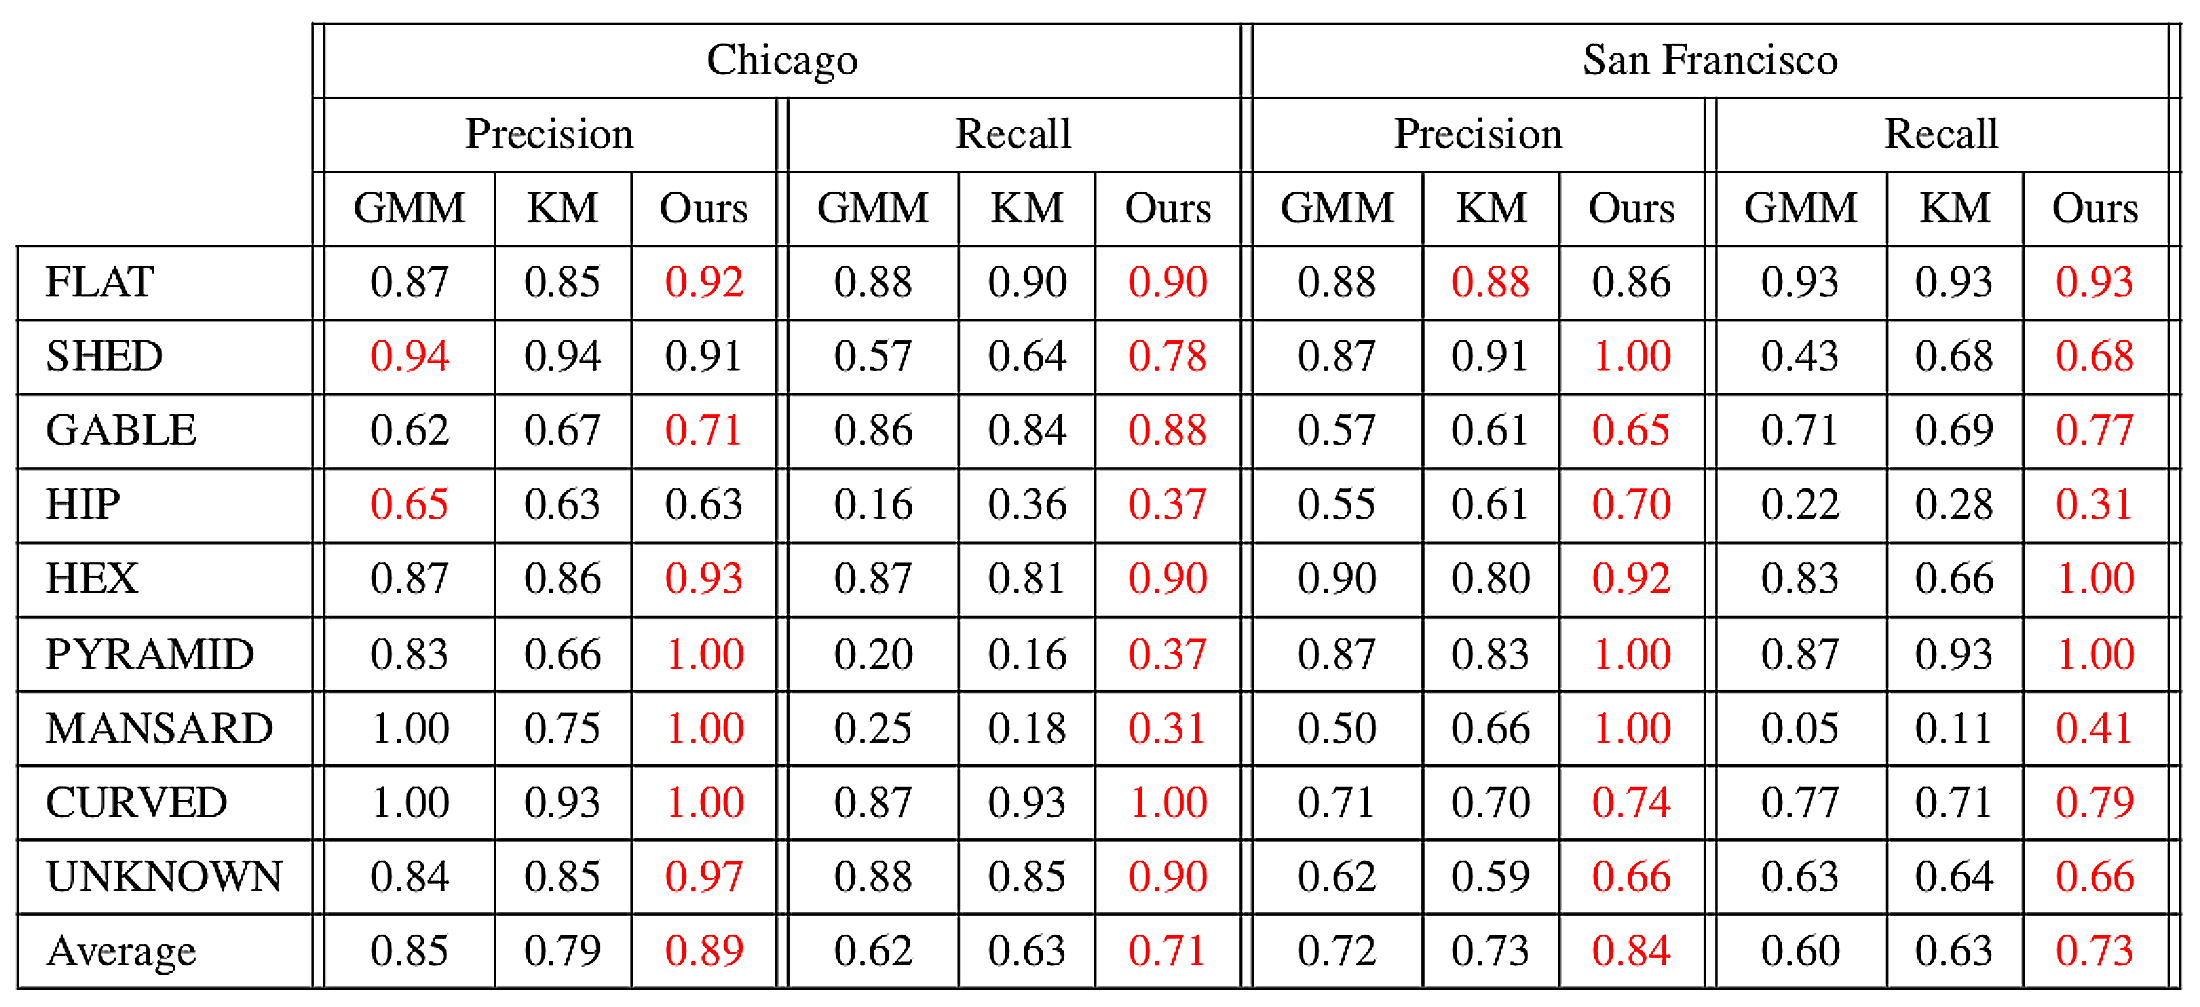 Chicago San Francisco
Precision Recall Precision Recall
GMM KM Ours GMM KM Ours GMM KM Ours GMM KM Ours
FLAT 0.87 0.85 0.92 0.88 0.90 0.90 0.88 0.88 0.86 0.93 0.93 0.93
SHED 0.94 0.94 0.91 0.57 0.64 0.78 0.87 0.91 1.00 0.43 0.68 0.68
GABLE 0.62 0.67 0.71 0.86 0.84 0.88 0.57 0.61 0.65 0.71 0.69 0.77
HIP 0.65 0.63 0.63 0.16 0.36 0.37 0.55 0.61 0.70 0.22 0.28 0.31
HEX 0.87 0.86 0.93 0.87 0.81 0.90 0.90 0.80 0.92 0.83 0.66 1.00
PYRAMID 0.83 0.66 1.00 0.20 0.16 0.37 0.87 0.83 1.00 0.87 0.93 1.00
MANSARD 1.00 0.75 1.00 0.25 0.18 0.31 0.50 0.66 1.00 0.05 0.11 0.41
CURVED 1.00 0.93 1.00 0.87 0.93 1.00 0.71 0.70 0.74 0.77 0.71 0.79
UNKNOWN 0.84 0.85 0.97 0.88 0.85 0.90 0.62 0.59 0.66 0.63 0.64 0.66
Average 0.85 0.79 0.89 0.62 0.63 0.71 0.72 0.73 0.84 0.60 0.63 0.73